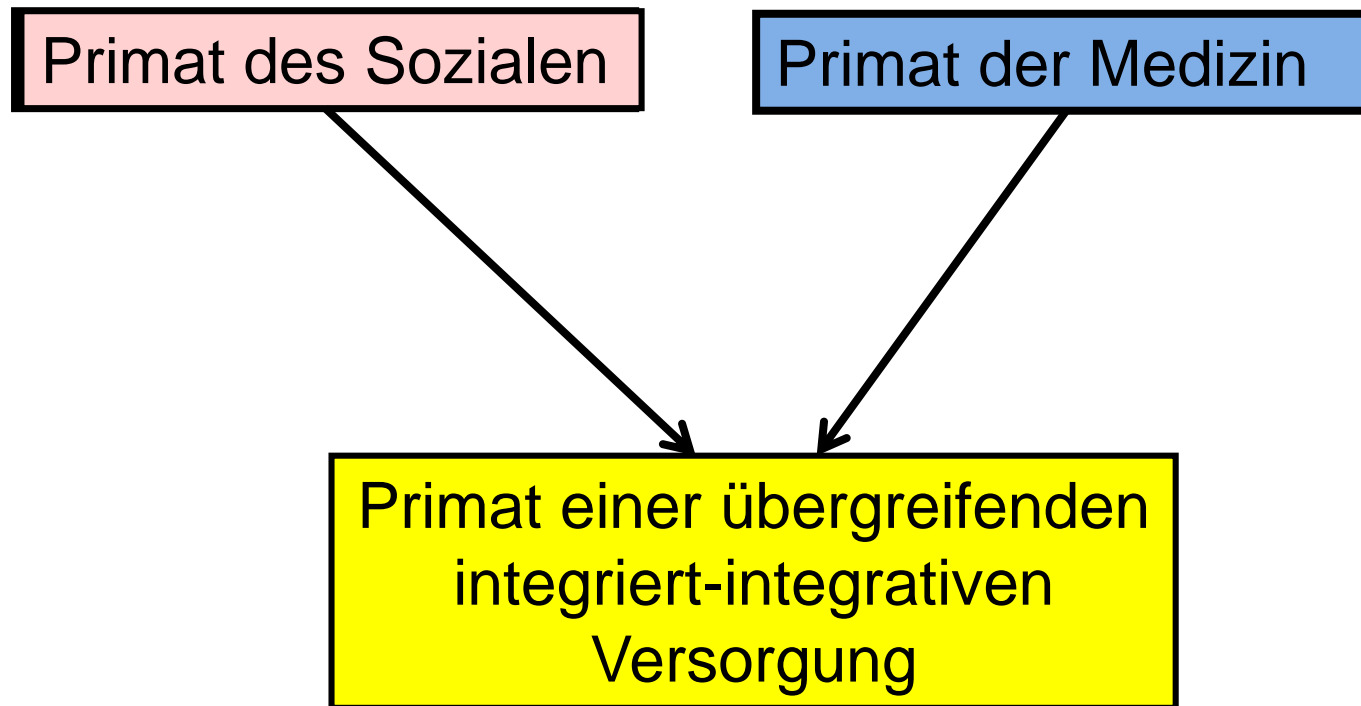 Primat des Sozialen
Primat der Medizin
Primat einer übergreifenden
integriert-integrativen
Versorgung